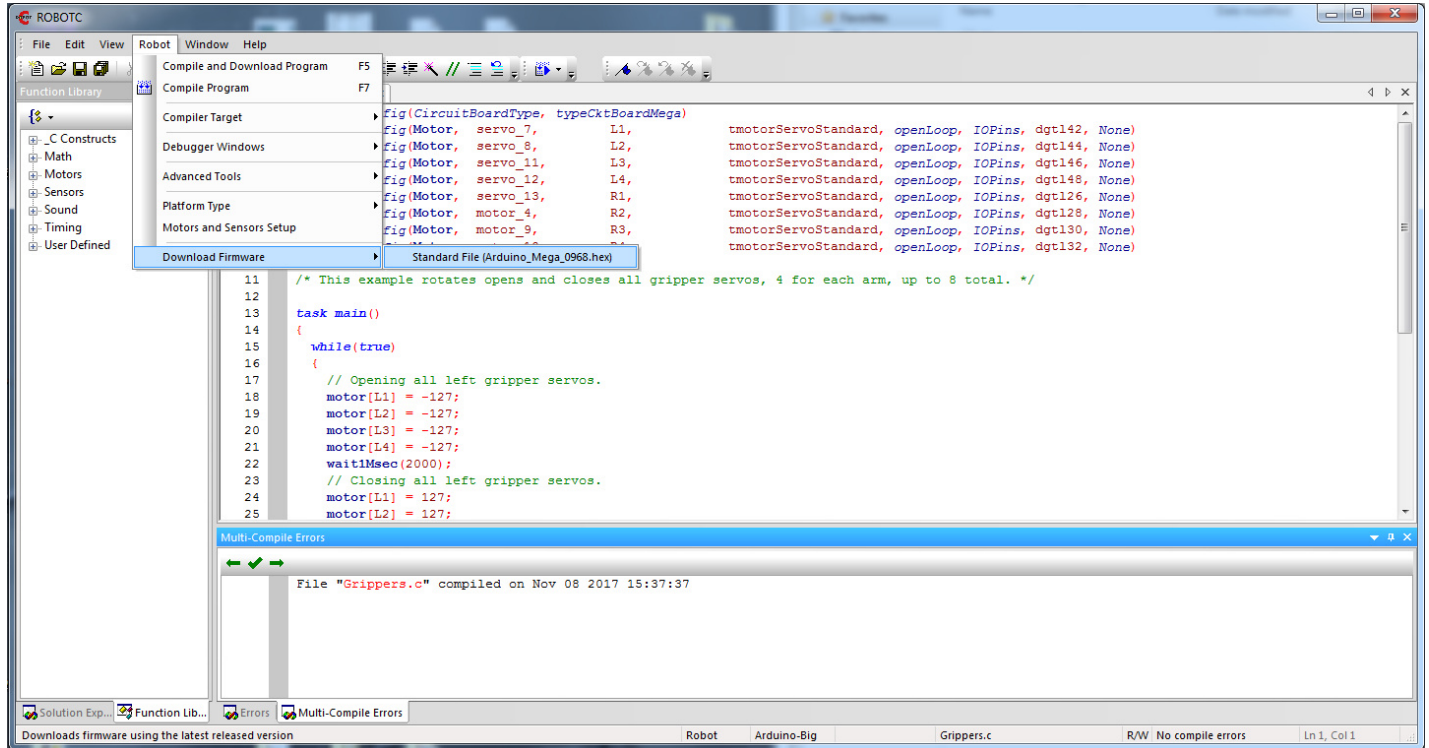 ROBOTC
File Edit View Robot Window Help
Compile and Download Program F5
Compile Program F7
Compiler Target
Debugger Windows
Advanced Tools
Platform Type
Motors and Sensors Setup
Download Firmware
Standard File (Arduino_Mega_0968.hex)
Function Library
_C Constructs
Math
Motors
Sensors
Sound
Timing
User Defined
fig(CircuitBoardType, typeCktBoardMega)
fig(Motor, servo_7, L1, tmotorServoStandard, openLoop, IOPins, dgtl42, None)
fig(Motor, servo_8, L2, tmotorServoStandard, openLoop, IOPins, dgtl44, None)
fig(Motor, servo_11, L3, tmotorServoStandard, openLoop, IOPins, dgtl46, None)
fig(Motor, servo_12, L4, tmotorServoStandard, openLoop, IOPins, dgtl48, None)
fig(Motor, servo_13, R1, tmotorServoStandard, openLoop, IOPins, dgtl26, None)
fig(Motor, motor_4, R2, tmotorServoStandard, openLoop, IOPins, dgtl28, None)
fig(Motor, motor_9, R3, tmotorServoStandard, openLoop, IOPins, dgtl30, None)
tmotorServoStandard, openLoop, IOPins, dgtl32, None)
11 /* This example rotates opens and closes all gripper servos, 4 for each arm, up to 8 total. */
12
13 task main()
14 {
15 while(true)
16 {
17 // Opening all left gripper servos.
18 motor[L1] = -127;
19 motor[L2] = -127;
20 motor[L3] = -127;
21 motor[L4] = -127;
22 wait1Msec(2000);
23 // Closing all left gripper servos.
24 motor[L1] = 127;
25 motor[L2] = 127;
Multi-Compile Errors
File "Grippers.c" compiled on Nov 08 2017 15:37:37
Solution Exp... Function Lib... Errors Multi-Compile Errors
Downloads firmware using the latest released version Robot Arduino-Big Grippers.c R/W No compile errors Ln 1, Col 1